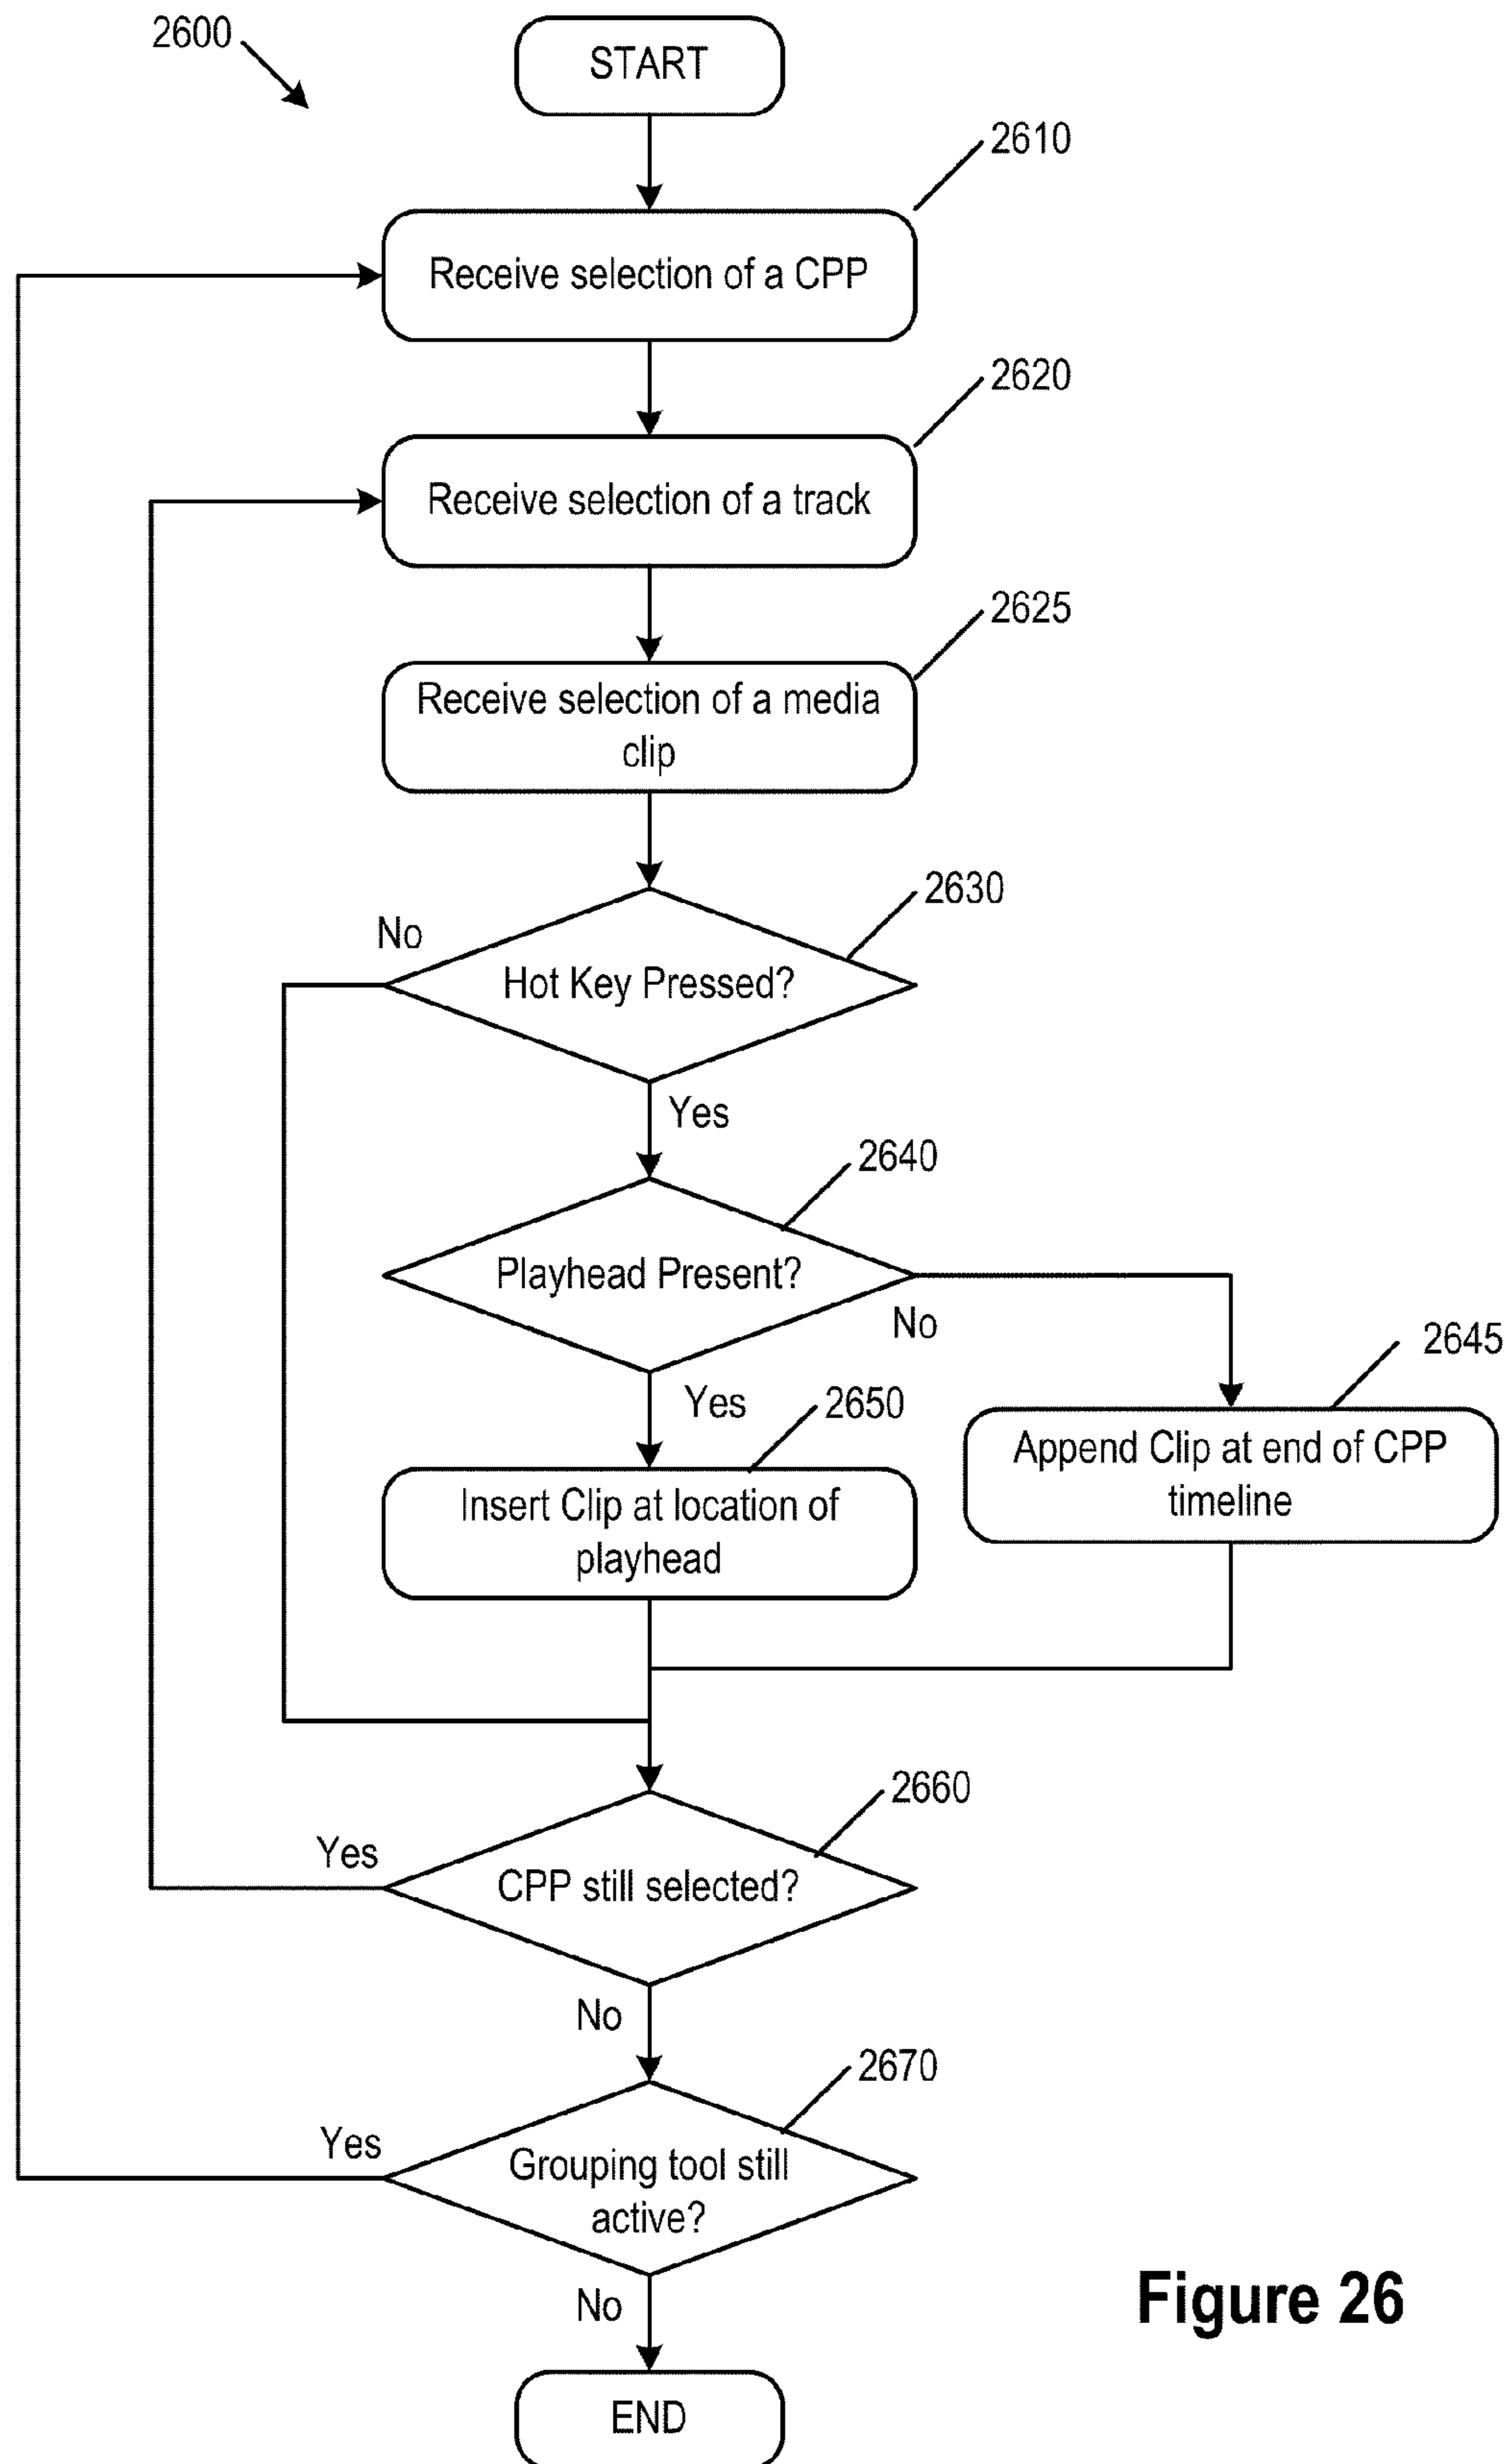 2600
START
2610
Receive selection of a CPP
2620
Receive selection of a track
2625
Receive selection of a media
clip
2630
No
Hot Key Pressed?
Yes
2640
Playhead Present?
No
2645
Yes
2650
Append Clip at end of CPP
timeline
Insert Clip at location of
playhead
2660
Yes
CPP still selected?
No
2670
Yes
Grouping tool still
active?
No
Figure 26
END